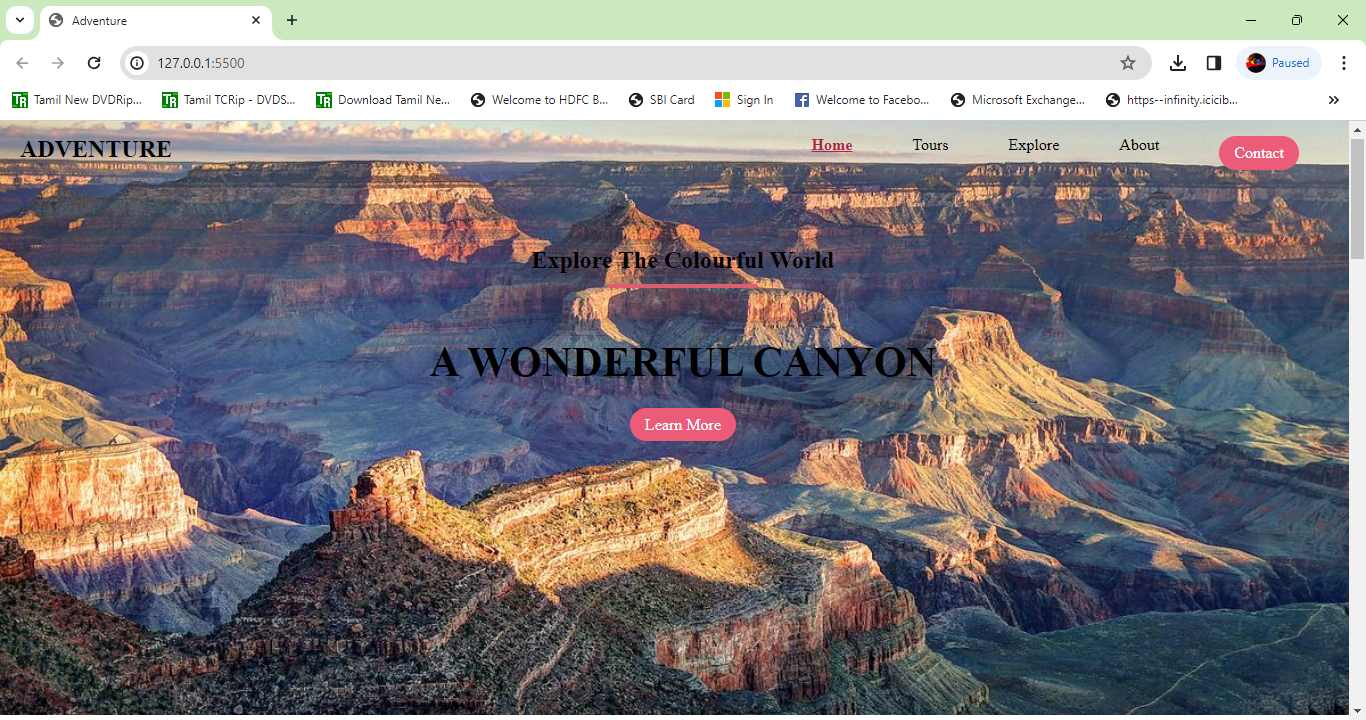 Adventure
127.0.0.1:5500
Paused
Tamil New DVDRip...
Tamil TCRip - DVDS...
Download Tamil Ne...
Welcome to HDFC B...
SBI Card
Sign In
Welcome to Facebo...
Microsoft Exchange...
https--infinity.icicib...
ADVENTURE
Home
Tours
Explore
About
Contact
Explore The Colourful World
A WONDERFUL CANYON
Learn More